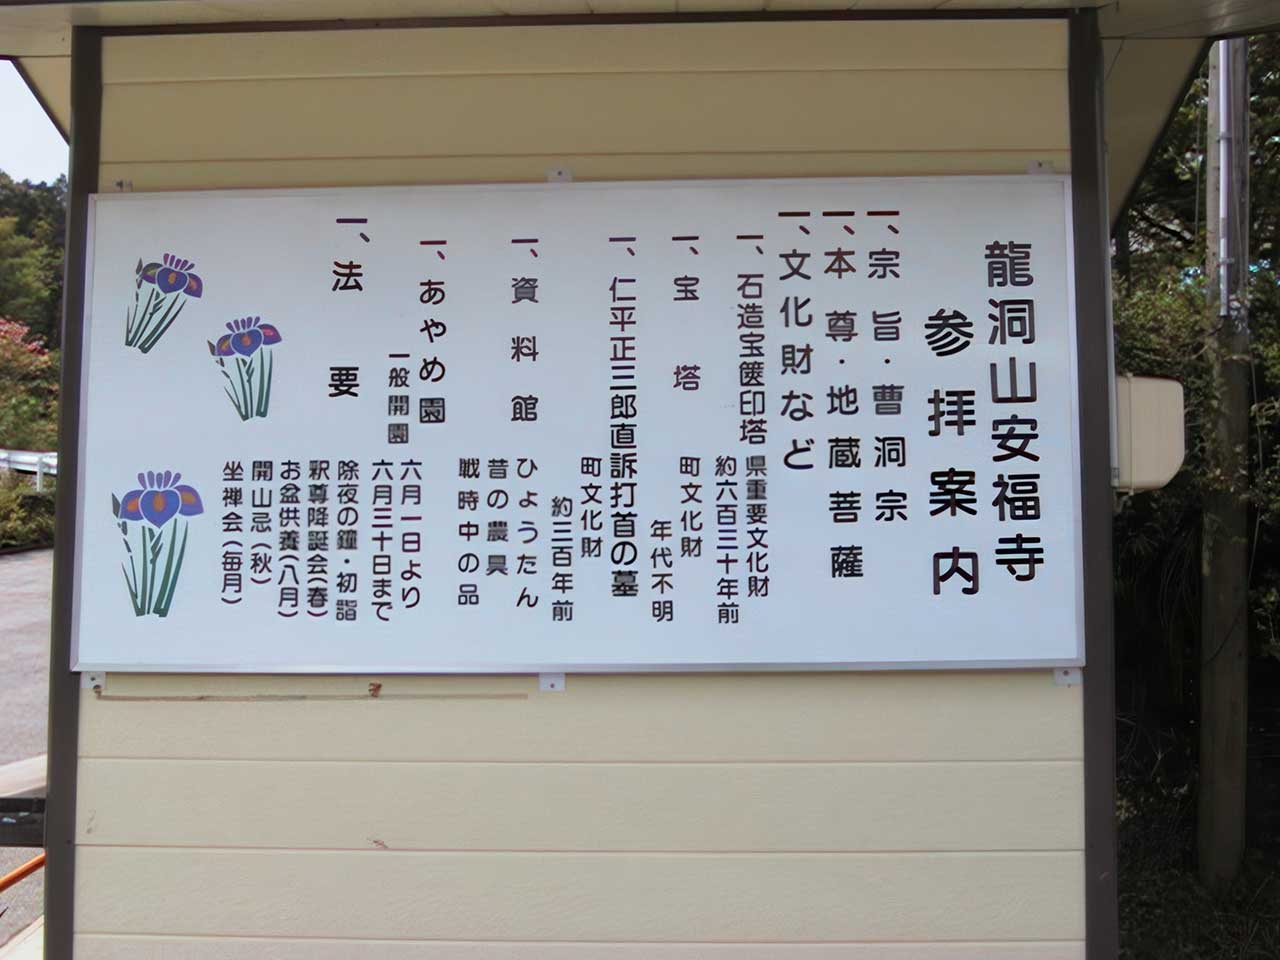 龍洞山安福寺
参拝案内
一、宗旨・曹洞宗
一、本尊・地蔵菩薩
一、文化財など
一、石造宝篋印塔 県重要文化財
約六百三十年前
一、宝塔 町文化財
年代不明
一、仁平正三郎直訴打首の墓
町文化財
約三百年前
一、資料館 ひょうたん
昔の農具
戦時中の品
一、あやめ園
一般開園 六月一日より
六月三十日まで
一、法要 除夜の鐘・初詣
釈尊降誕会（春）
お盆供養（八月）
開山忌（秋）
坐禅会（毎月）